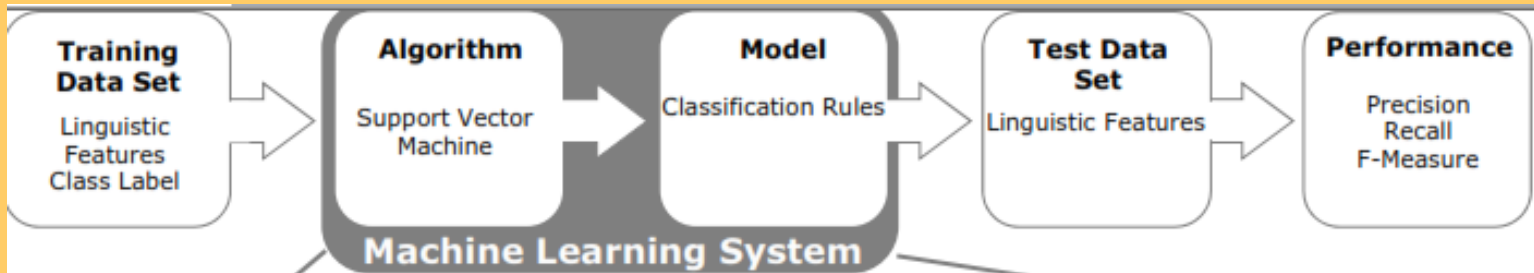 Training
Data Set
Linguistic
Features
Class Label
Algorithm
Support Vector
Machine
Model
Classification Rules
Machine Learning System
Test Data
Set
Linguistic Features
Performance
Precision
Recall
F-Measure